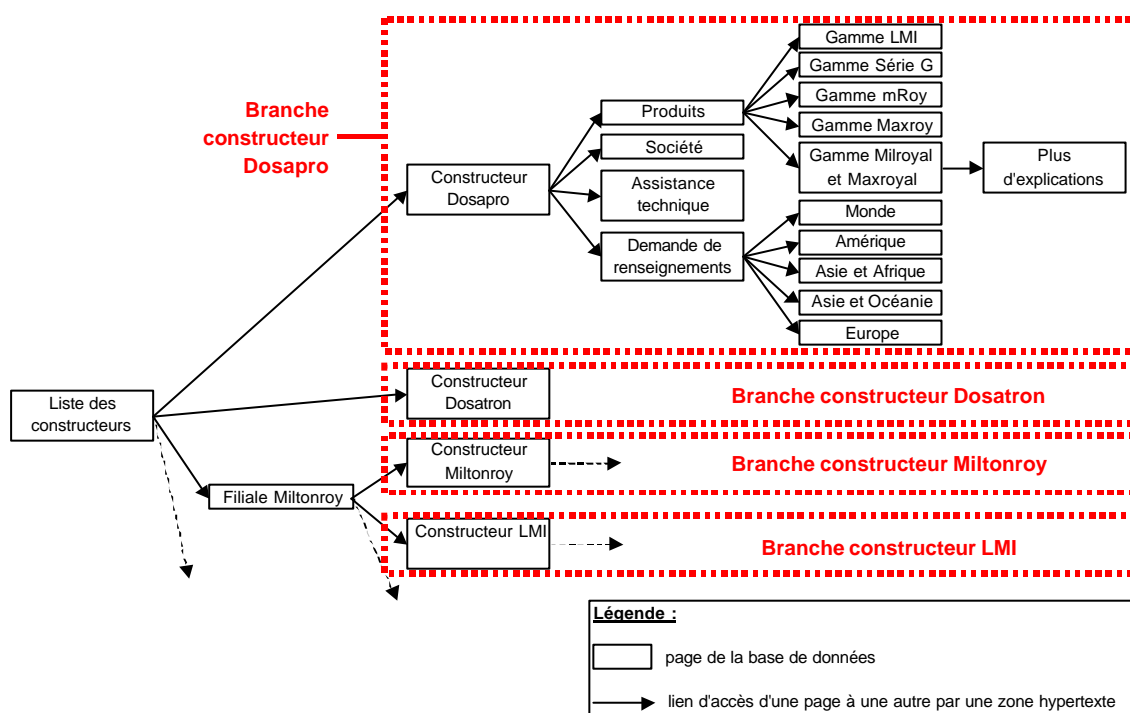 Gamme LMI
Gamme Série G
Gamme mRoy
Gamme Maxroy
Gamme Milroyal
et Maxroyal
Plus
d'explications
Branche
constructeur
Dosapro
Produits
Société
Constructeur
Dosapro
Assistance
technique
Demande de
renseignements
Monde
Amérique
Asie et Afrique
Asie et Océanie
Europe
Liste des
constructeurs
Constructeur
Dosatron
Branche constructeur Dosatron
Constructeur
Miltonroy
Branche constructeur Miltonroy
Filiale Miltonroy
Constructeur LMI
Branche constructeur LMI
Légende :
page de la base de données
lien d'accès d'une page à une autre par une zone hypertexte